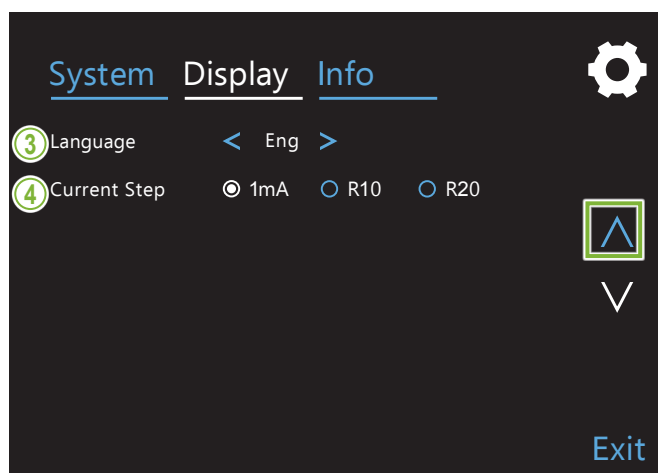 System Display Info
3 Language < Eng >
4 Current Step 1mA R10 R20
Exit